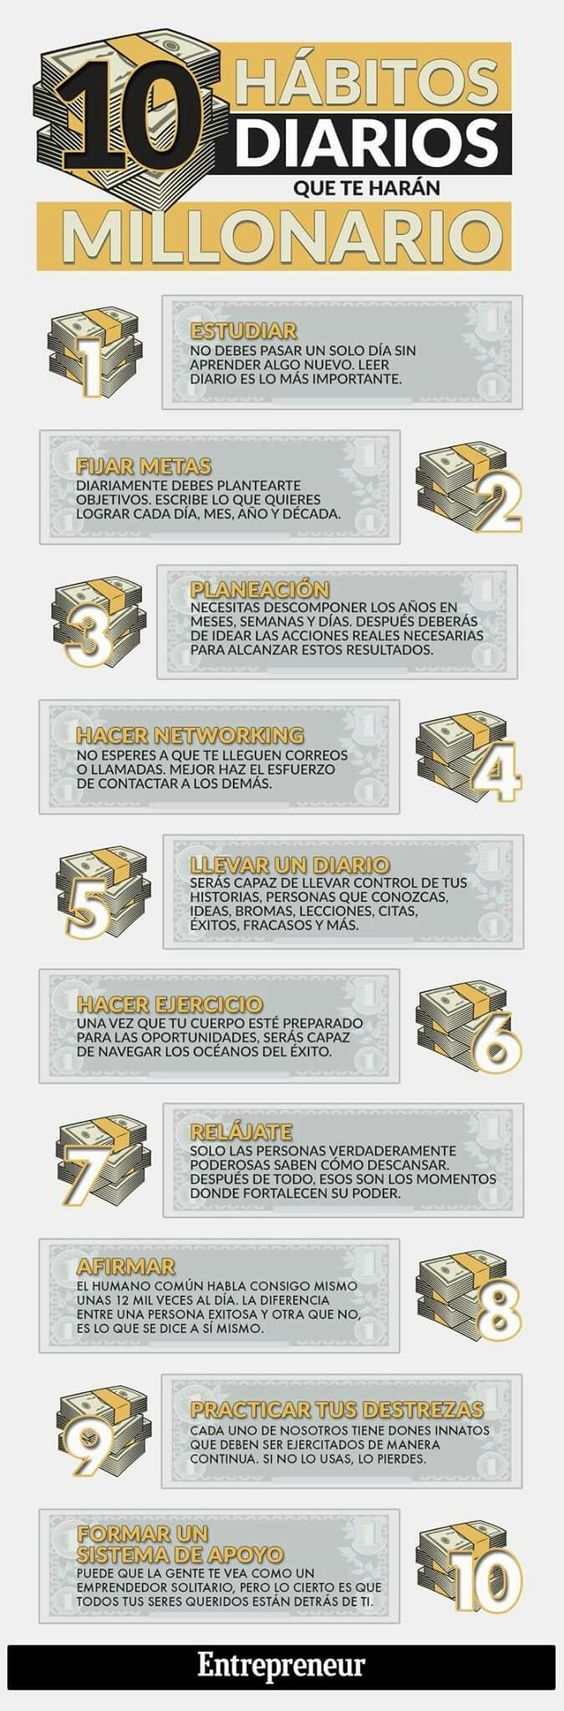 10 HÁBITOS
DIARIOS
QUE TE HARÁN
MILLONARIO
1
ESTUDIAR
NO DEBES PASAR UN SOLO DÍA SIN
APRENDER ALGO NUEVO. LEER
DIARIO ES LO MÁS IMPORTANTE.
FIJAR METAS
DIARIAMENTE DEBES PLANTEARTE
OBJETIVOS. ESCRIBE LO QUE QUIERES
LOGRAR CADA DÍA, MES, AÑO Y DÉCADA.
2
3
PLANEACIÓN
NECESITAS DESCOMPONER LOS AÑOS EN
MESES, SEMANAS Y DÍAS. DESPUÉS DEBERÁS
DE IDEAR LAS ACCIONES REALES NECESARIAS
PARA ALCANZAR ESTOS RESULTADOS.
HACER NETWORKING
NO ESPERES A QUE TE LLEGUEN CORREOS
O LLAMADAS. MEJOR HAZ EL ESFUERZO
DE CONTACTAR A LOS DEMÁS.
4
5
LLEVAR UN DIARIO
SERÁS CAPAZ DE LLEVAR CONTROL DE TUS
HISTORIAS, PERSONAS QUE CONOZCAS,
IDEAS, BROMAS, LECCIONES, CITAS,
ÉXITOS, FRACASOS Y MÁS.
HACER EJERCICIO
UNA VEZ QUE TU CUERPO ESTÉ PREPARADO
PARA LAS OPORTUNIDADES, SERÁS CAPAZ
DE NAVEGAR LOS OCÉANOS DEL ÉXITO.
6
7
RELÁJATE
SOLO LAS PERSONAS VERDADERAMENTE
PODEROSAS SABEN CÓMO DESCANSAR.
DESPUÉS DE TODO, ESOS SON LOS MOMENTOS
DONDE FORTALECEN SU PODER.
AFIRMAR
EL HUMANO COMÚN HABLA CONSIGO MISMO
UNAS 12 MIL VECES AL DÍA. LA DIFERENCIA
ENTRE UNA PERSONA EXITOSA Y OTRA QUE NO,
ES LO QUE SE DICE A SÍ MISMO.
8
9
PRACTICAR TUS DESTREZAS
CADA UNO DE NOSOTROS TIENE DONES INNATOS
QUE DEBEN SER EJERCITADOS DE MANERA
CONTINUA. SI NO LO USAS, LO PIERDES.
FORMAR UN
SISTEMA DE APOYO
PUEDE QUE LA GENTE TE VEA COMO UN
EMPRENDEDOR SOLITARIO, PERO LO CIERTO ES QUE
TODOS TUS SERES QUERIDOS ESTÁN DETRÁS DE TI.
10
Entrepreneur